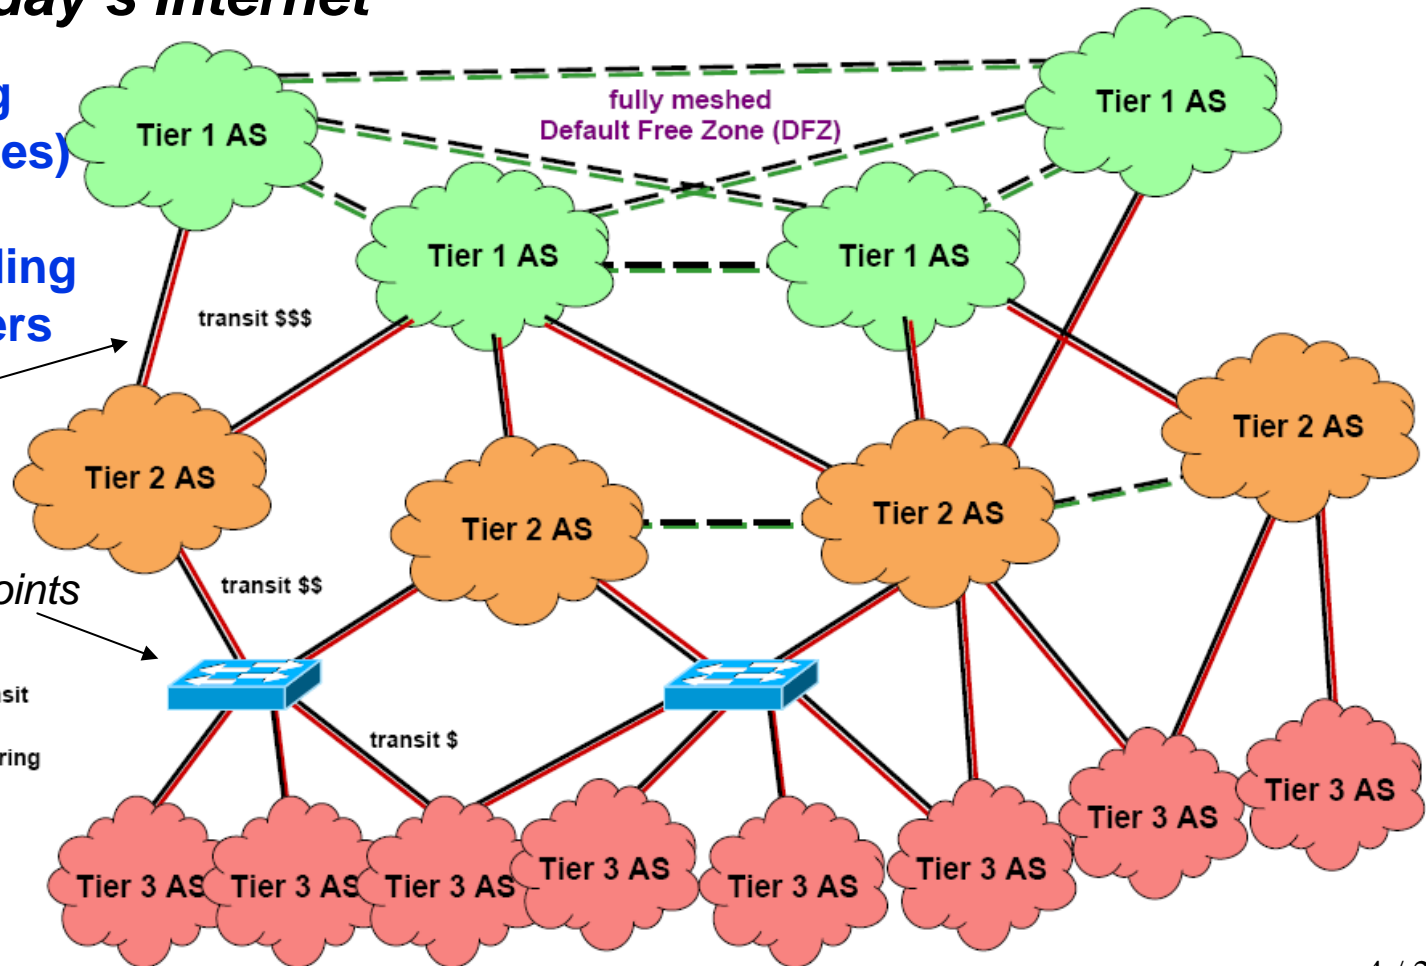 day's Internet
g
es)
fully meshed
Default Free Zone (DFZ)
Tier 1 AS
Tier 1 AS
Tier 1 AS
Tier 1 AS
ling
ers
transit $$$
Tier 2 AS
Tier 2 AS
Tier 2 AS
Tier 2 AS
oints
transit $$
sit
ring
transit $
Tier 3 AS
Tier 3 AS
Tier 3 AS
Tier 3 AS
Tier 3 AS
Tier 3 AS
Tier 3 AS
Tier 3 AS